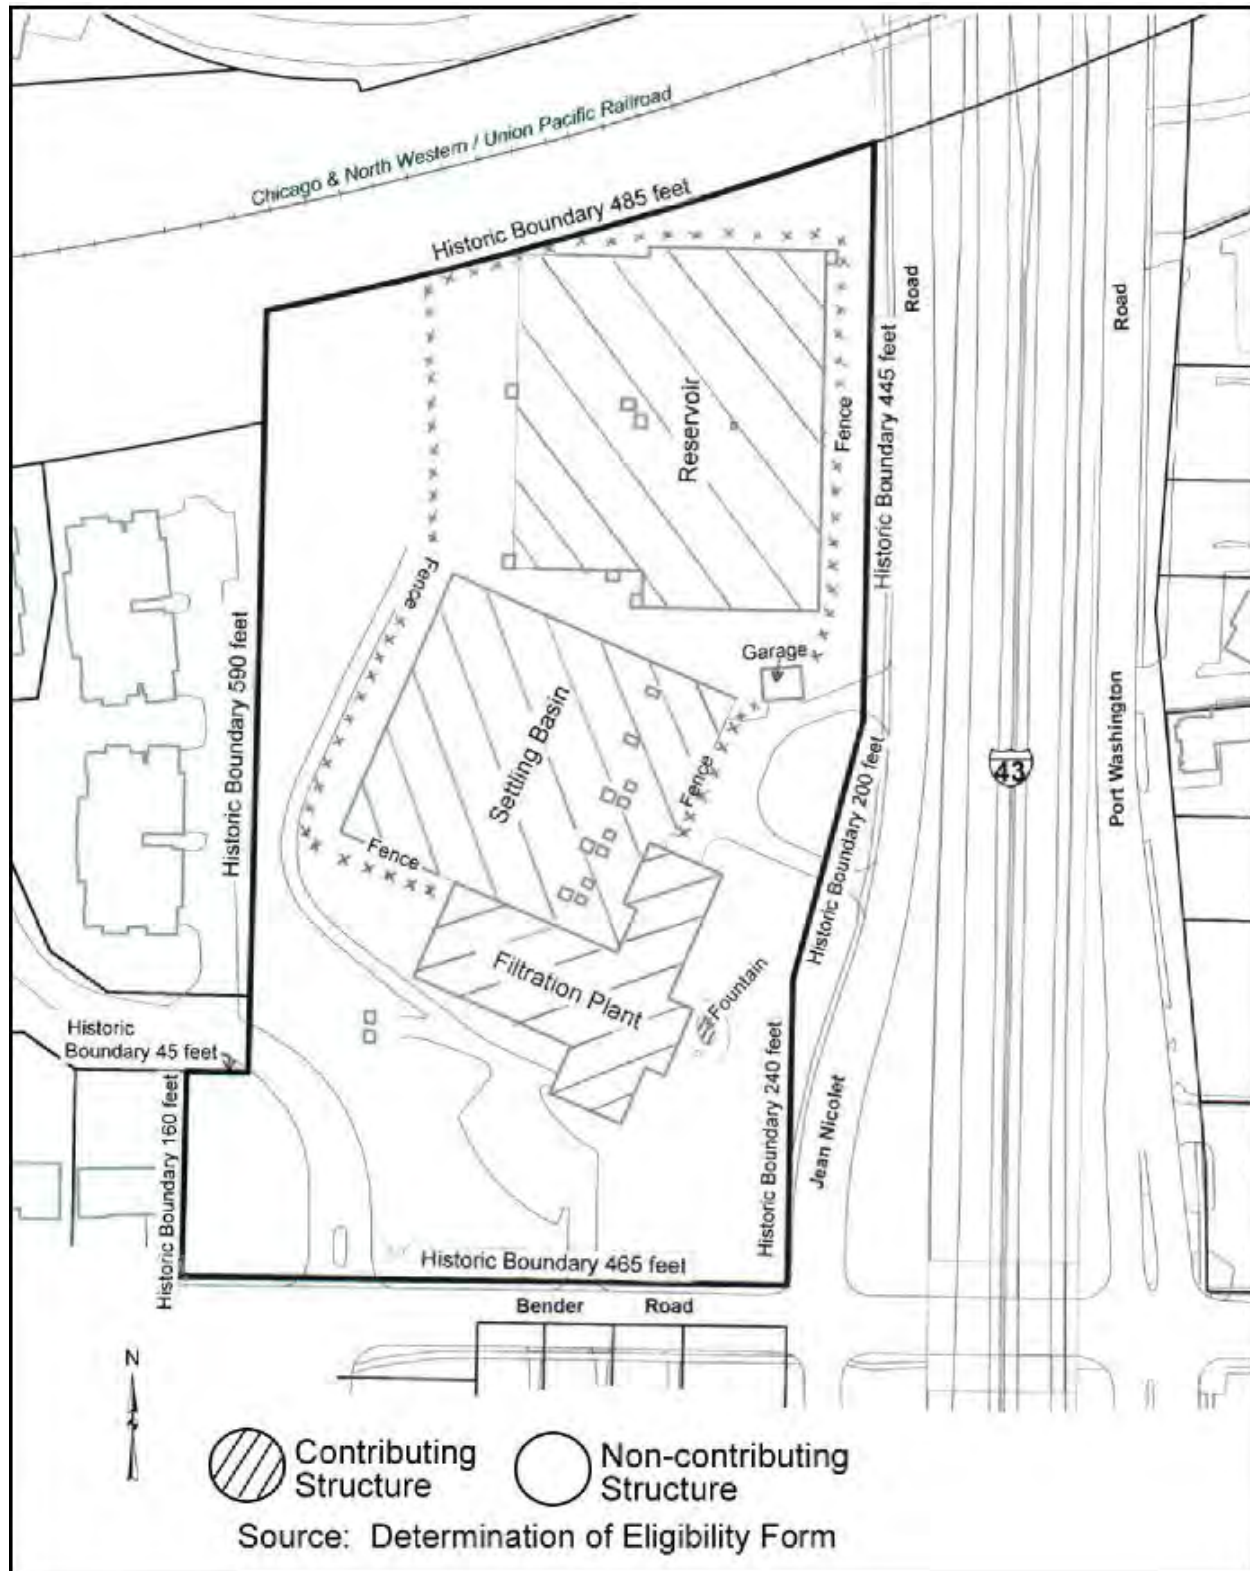 Chicago & North Western / Union Pacific Railroad
Historic Boundary 485 feet
Road
Road
Historic Boundary 445 feet
Fence
Reservoir
Fence
Garage
Historic Boundary 590 feet
Settling Basin
Fence
Port Washington
43
Historic Boundary 200 feet
Fence
Filtration Plant
Fountain
Historic
Boundary 45 feet
Historic Boundary 240 feet
Jean Nicolet
Historic Boundary 160 feet
Historic Boundary 465 feet
Bender Road
N
Contributing
Structure
Non-contributing
Structure
Source: Determination of Eligibility Form